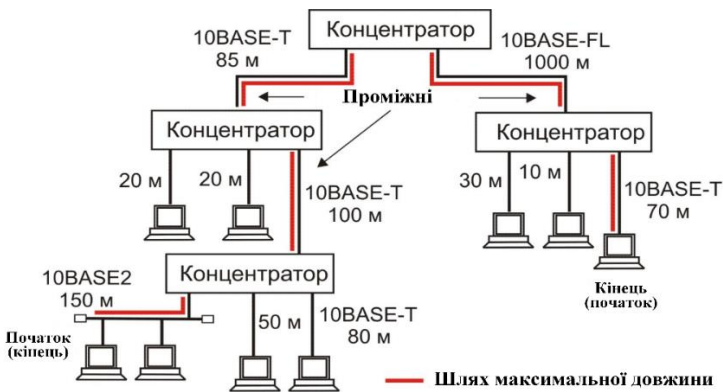 10BASE-T
85 м
Концентратор
10BASE-FL
1000 м
Проміжні
Концентратор
Концентратор
20 м
20 м
10BASE-T
100 м
30 м
10 м
10BASE-T
70 м
Концентратор
10BASE2
150 м
50 м
10BASE-T
80 м
Кінець
(початок)
Початок
(кінець)
Шлях максимальної довжини